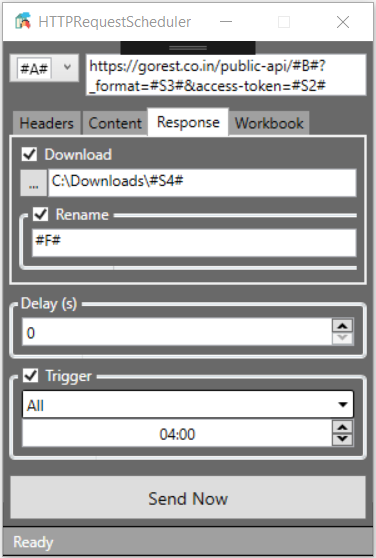 HTTPRequestScheduler
#A#
https://gorest.co.in/public-api/#B#?
_format=#S3#&access-token=#S2#
Headers Content Response Workbook
Download
... C:\Downloads\#S4#
Rename
#F#
Delay (s)
0
Trigger
All
04:00
Send Now
Ready